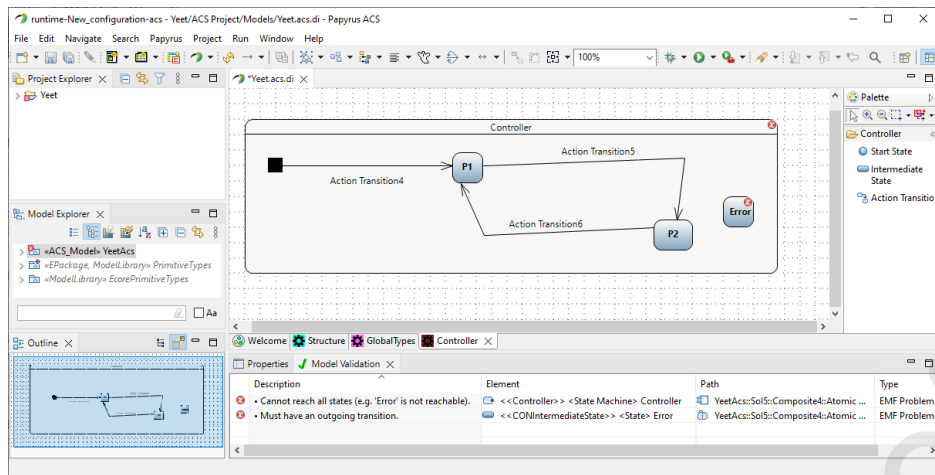 runtime-New_configuration-acs - Yeet/ACS Project/Models/Yeet.acs.di - Papyrus ACS
File Edit Navigate Search Papyrus Project Run Window Help
100%
Project Explorer
*Yeet.acs.di
Yeet
Palette
Controller
Start State
Intermediate
State
Action Transitio
Controller
P1
Action Transition4
Action Transition5
Action Transition6
P2
Error
Model Explorer
«ACS_Model» YeetAcs
«EPackage, ModelLibrary» PrimitiveTypes
«ModelLibrary» EcorePrimitiveTypes
Aa
Outline
Welcome Structure GlobalTypes Controller
Properties Model Validation
Description Element Path Type
• Cannot reach all states (e.g. 'Error' is not reachable). <<Controller>> <State Machine> Controller YeetAcs::Sol5::Composite4::Atomic ... EMF Problem
• Must have an outgoing transition. <<CONIntermediateState>> <State> Error YeetAcs::Sol5::Composite4::Atomic ... EMF Problem